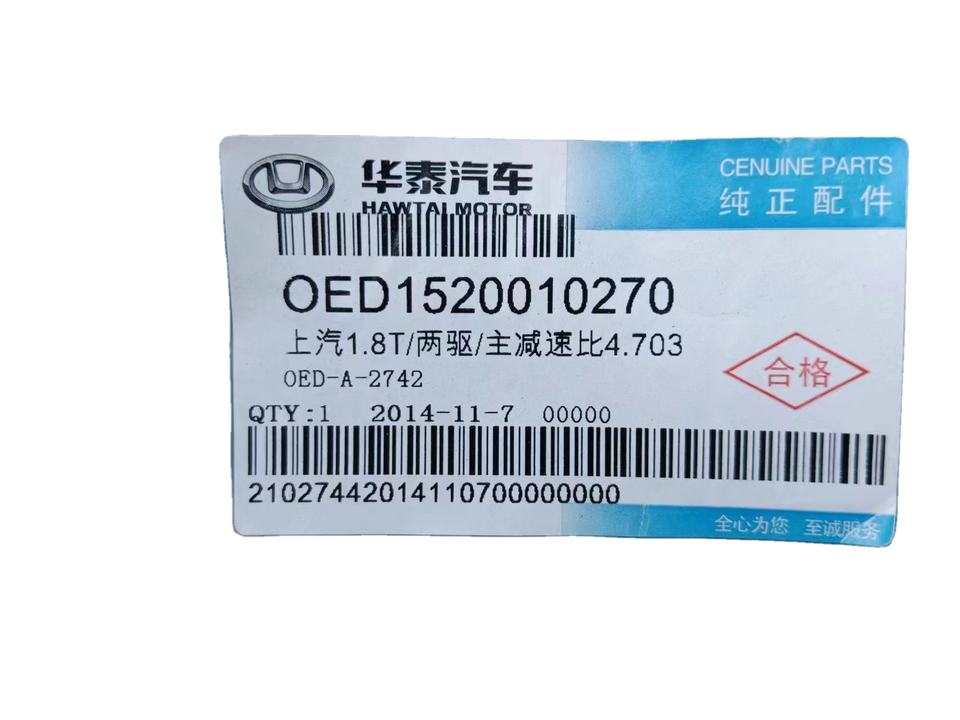 华泰汽车
HAWTAI MOTOR
CENUINE PARTS
纯正配件
OED1520010270
上汽1.8T/两驱/主减速比4.703
OED-A-2742
合格
QTY:1 2014-11-7 00000
21027442014110700000000
全心为您 至诚服务